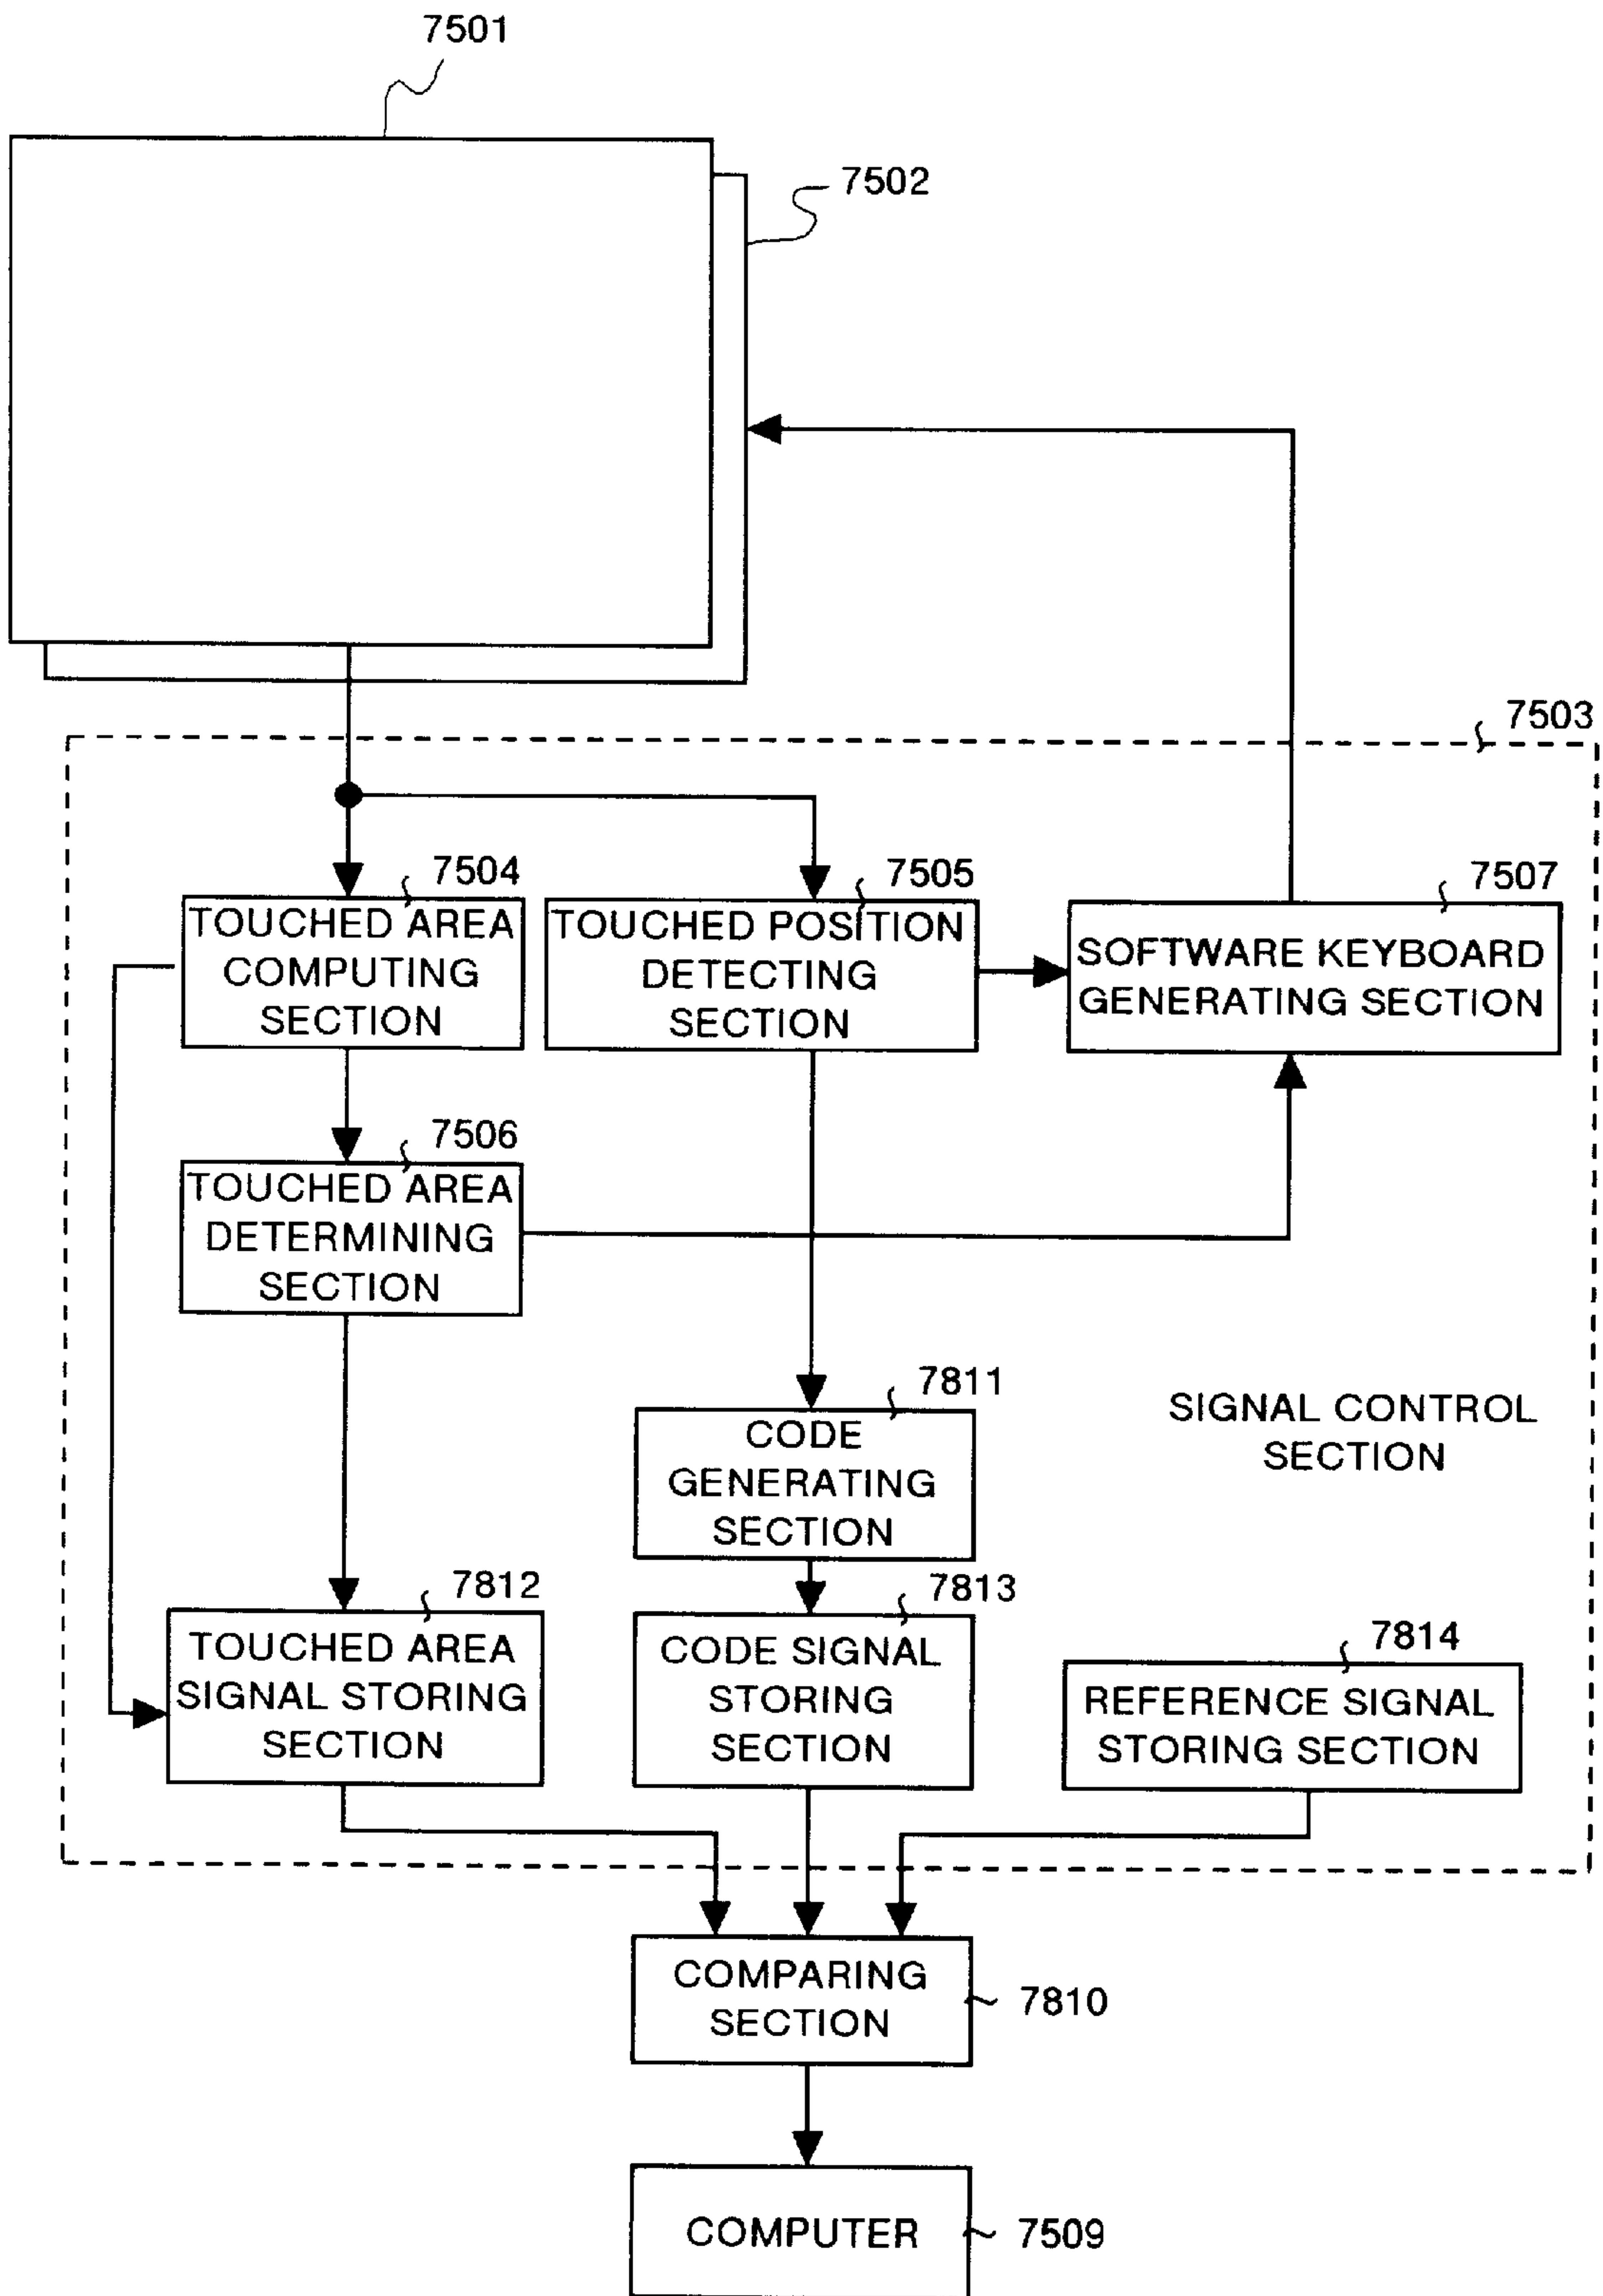 7501
7502
7503
7504
TOUCHED AREA
COMPUTING
SECTION
7505
TOUCHED POSITION
DETECTING
SECTION
7507
SOFTWARE KEYBOARD
GENERATING SECTION
7506
TOUCHED AREA
DETERMINING
SECTION
7811
CODE
GENERATING
SECTION
SIGNAL CONTROL
SECTION
7812
TOUCHED AREA
SIGNAL STORING
SECTION
7813
CODE SIGNAL
STORING
SECTION
7814
REFERENCE SIGNAL
STORING SECTION
COMPARING
SECTION
7810
COMPUTER
7509